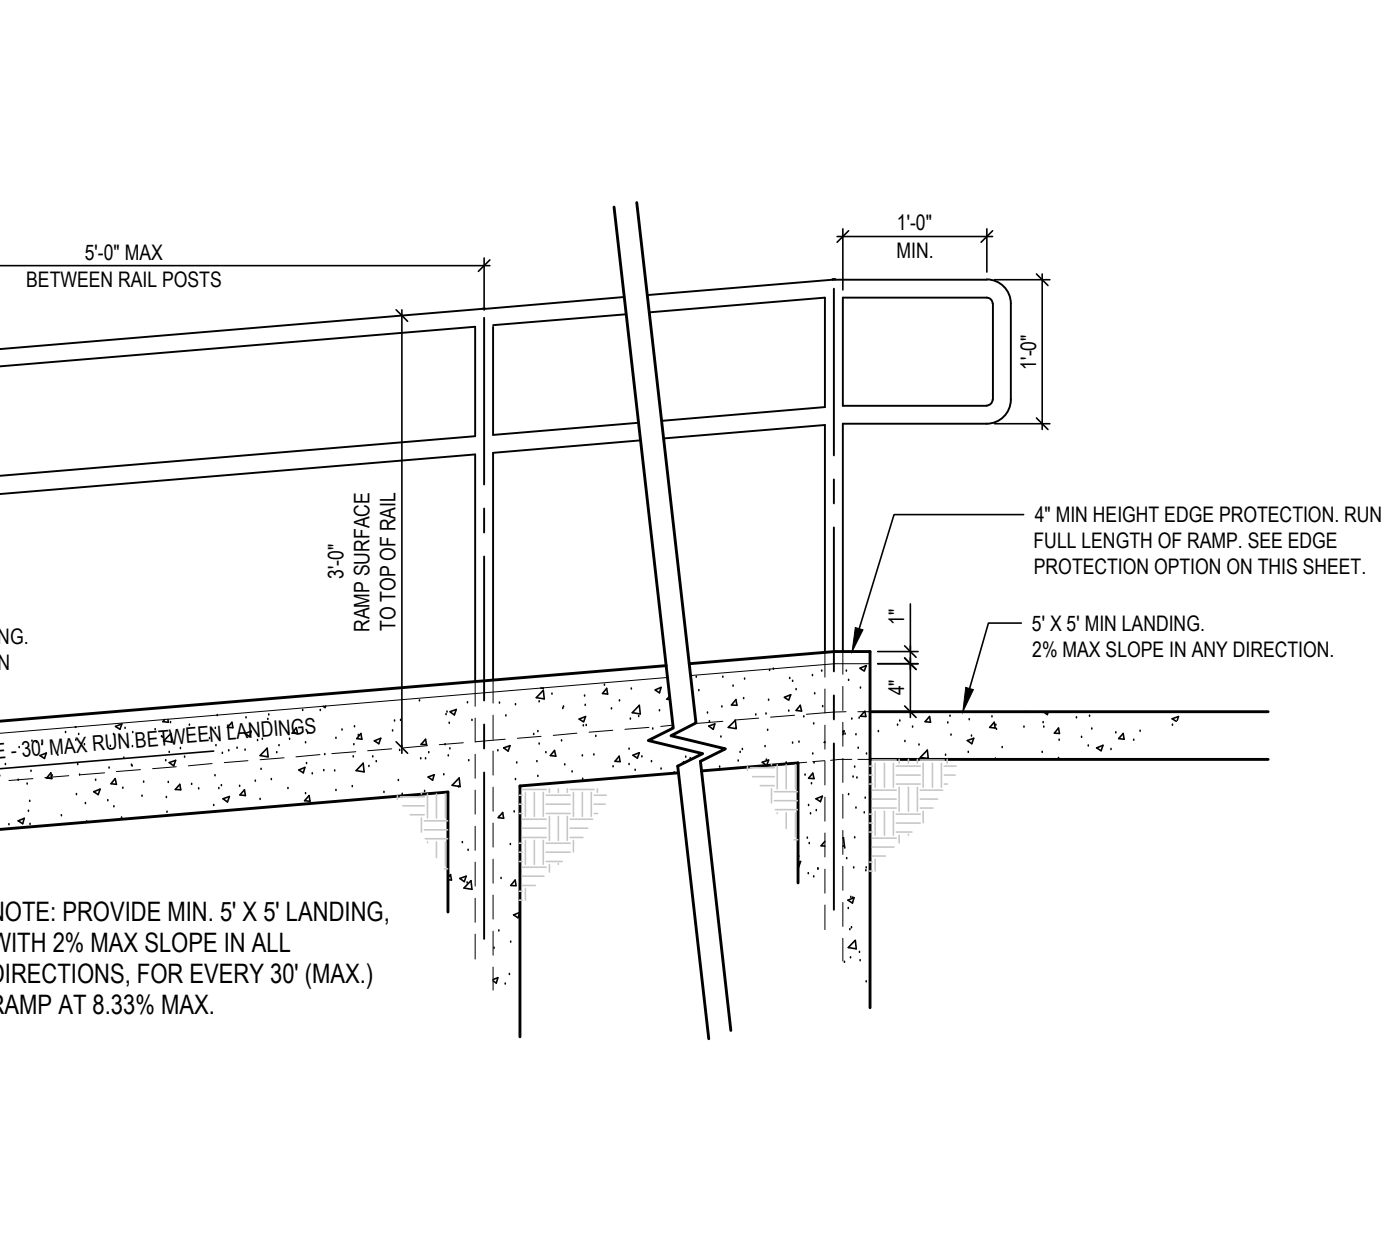 5'-0" MAX
BETWEEN RAIL POSTS
1'-0"
MIN.
1'-0"
3'-0"
RAMP SURFACE
TO TOP OF RAIL
4" MIN HEIGHT EDGE PROTECTION. RUN
FULL LENGTH OF RAMP. SEE EDGE
PROTECTION OPTION ON THIS SHEET.
1"
4"
5' X 5' MIN LANDING.
2% MAX SLOPE IN ANY DIRECTION.
NG.
N
E - 30' MAX RUN BETWEEN LANDINGS
NOTE: PROVIDE MIN. 5' X 5' LANDING,
WITH 2% MAX SLOPE IN ALL
DIRECTIONS, FOR EVERY 30' (MAX.)
RAMP AT 8.33% MAX.